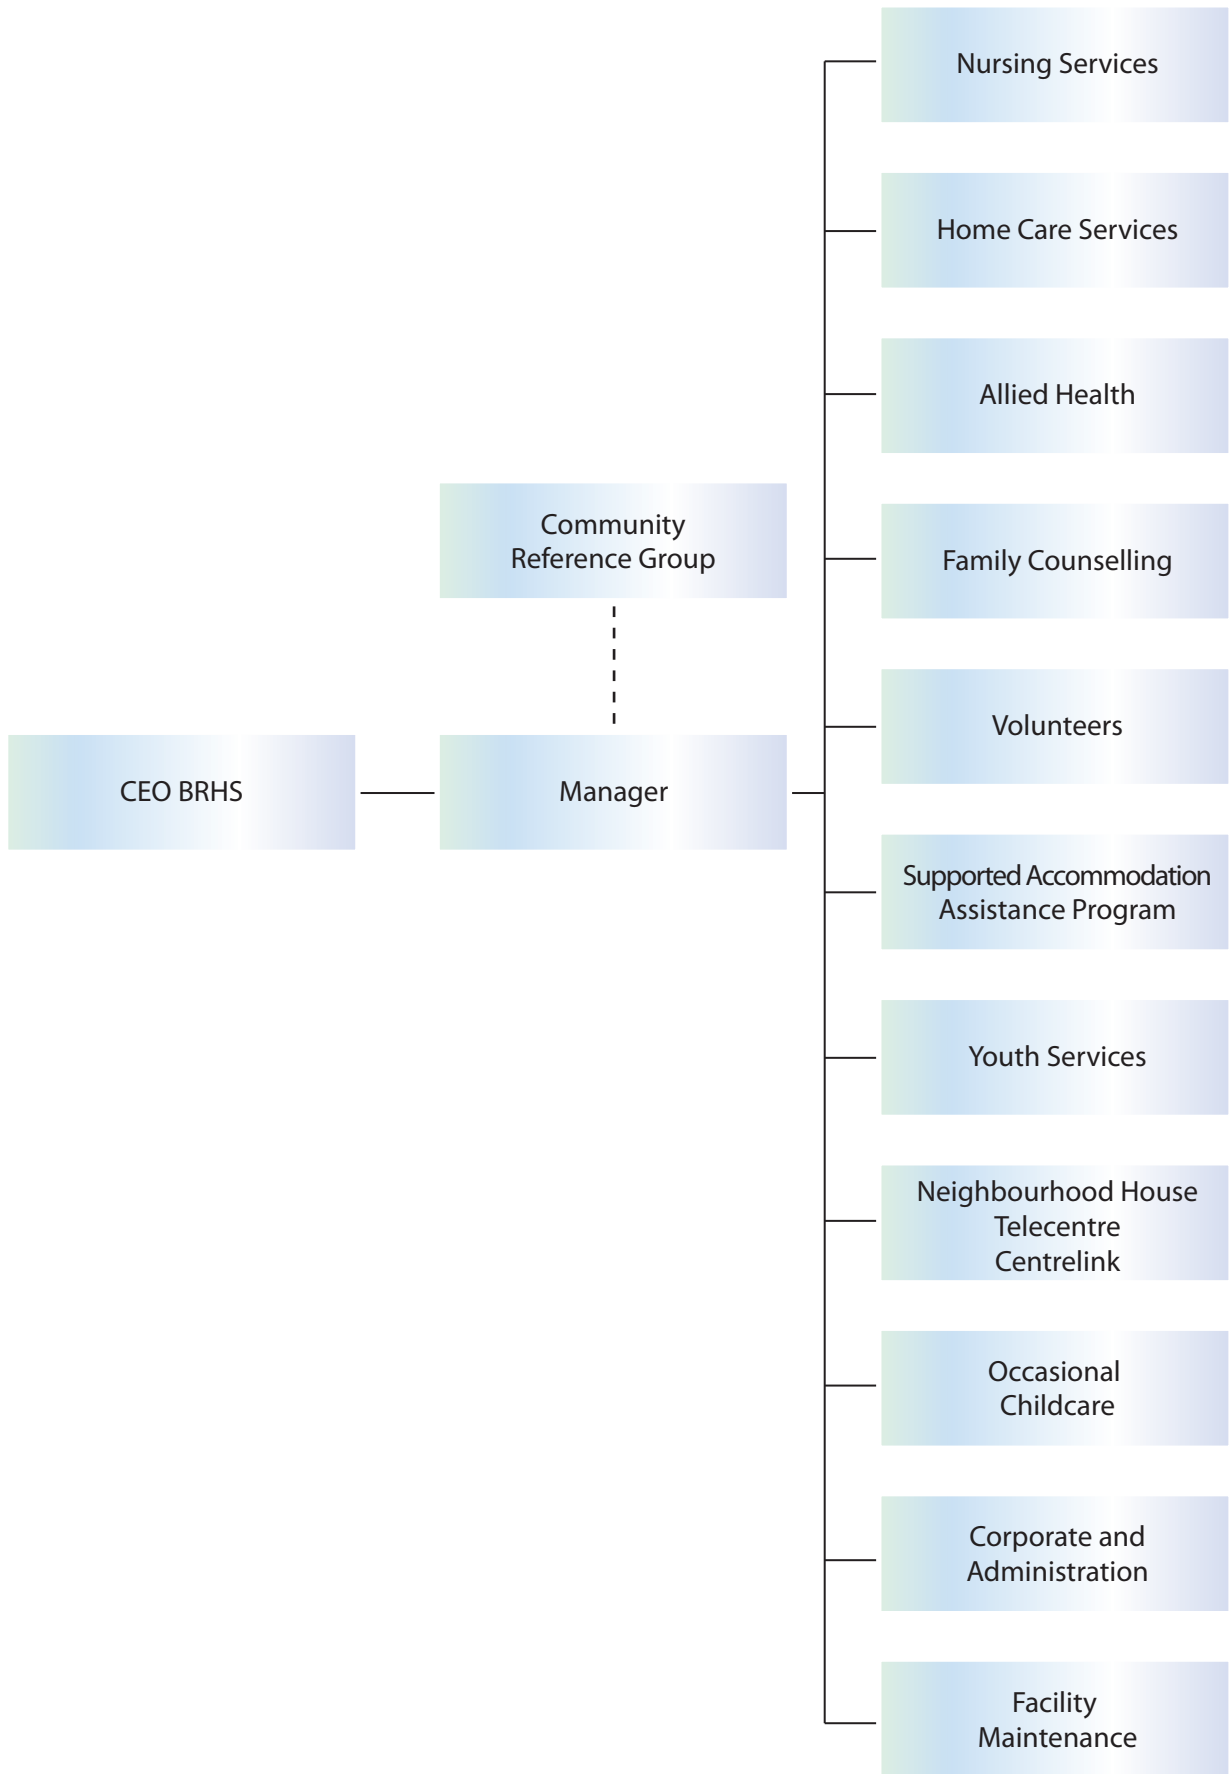 Nursing Services
Home Care Services
Allied Health
Community
Reference Group
Family Counselling
Volunteers
CEO BRHS
Manager
Supported Accommodation
Assistance Program
Youth Services
Neighbourhood House
Telecentre
Centrelink
Occasional
Childcare
Corporate and
Administration
Facility
Maintenance